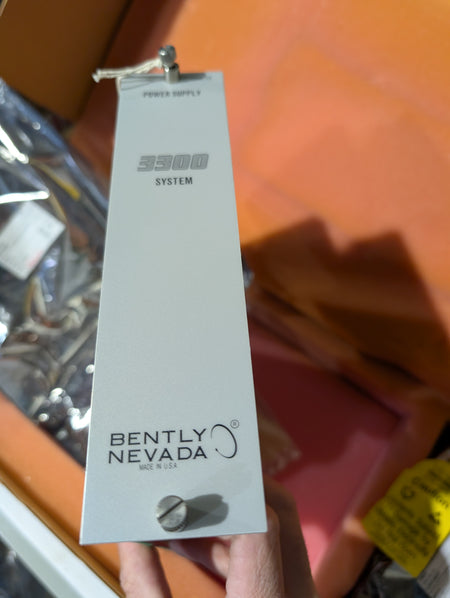 POWER SUPPLY
3300
SYSTEM
BENTLY
NEVADA
®
MADE IN U.S.A.